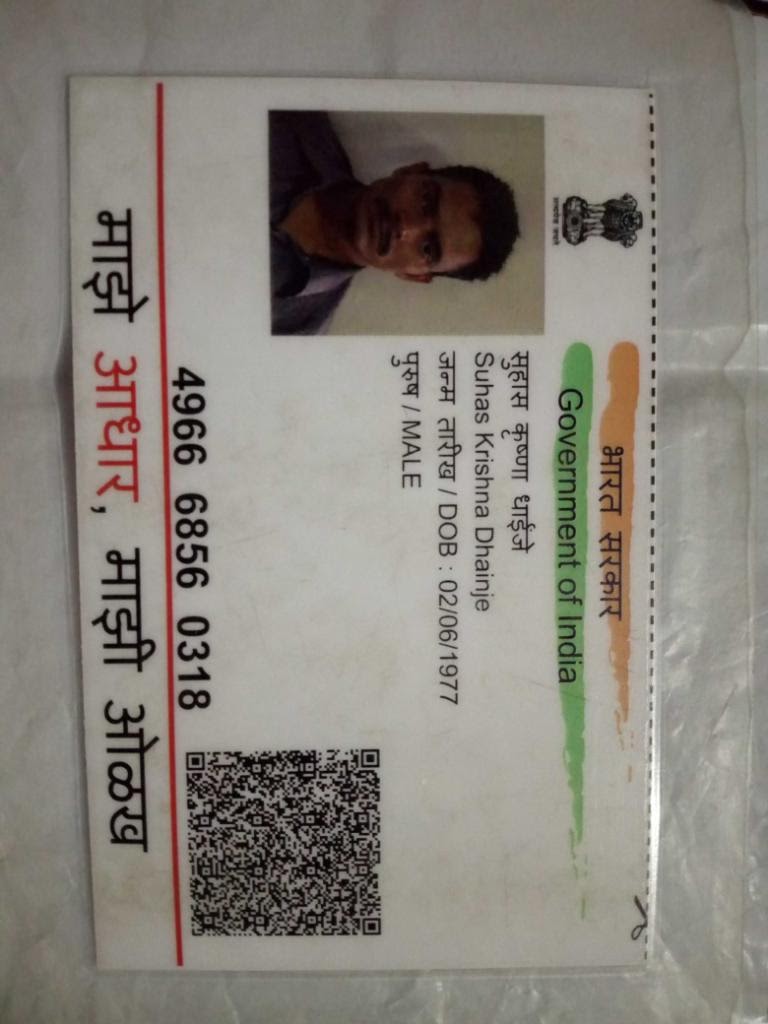 भारत सरकार
Government of India
सुहास कृष्णा धाईंजे
Suhas Krishna Dhainje
जन्म तारीख / DOB : 02/06/1977
पुरुष / MALE
4966 6856 0318
माझे आधार, माझी ओळख